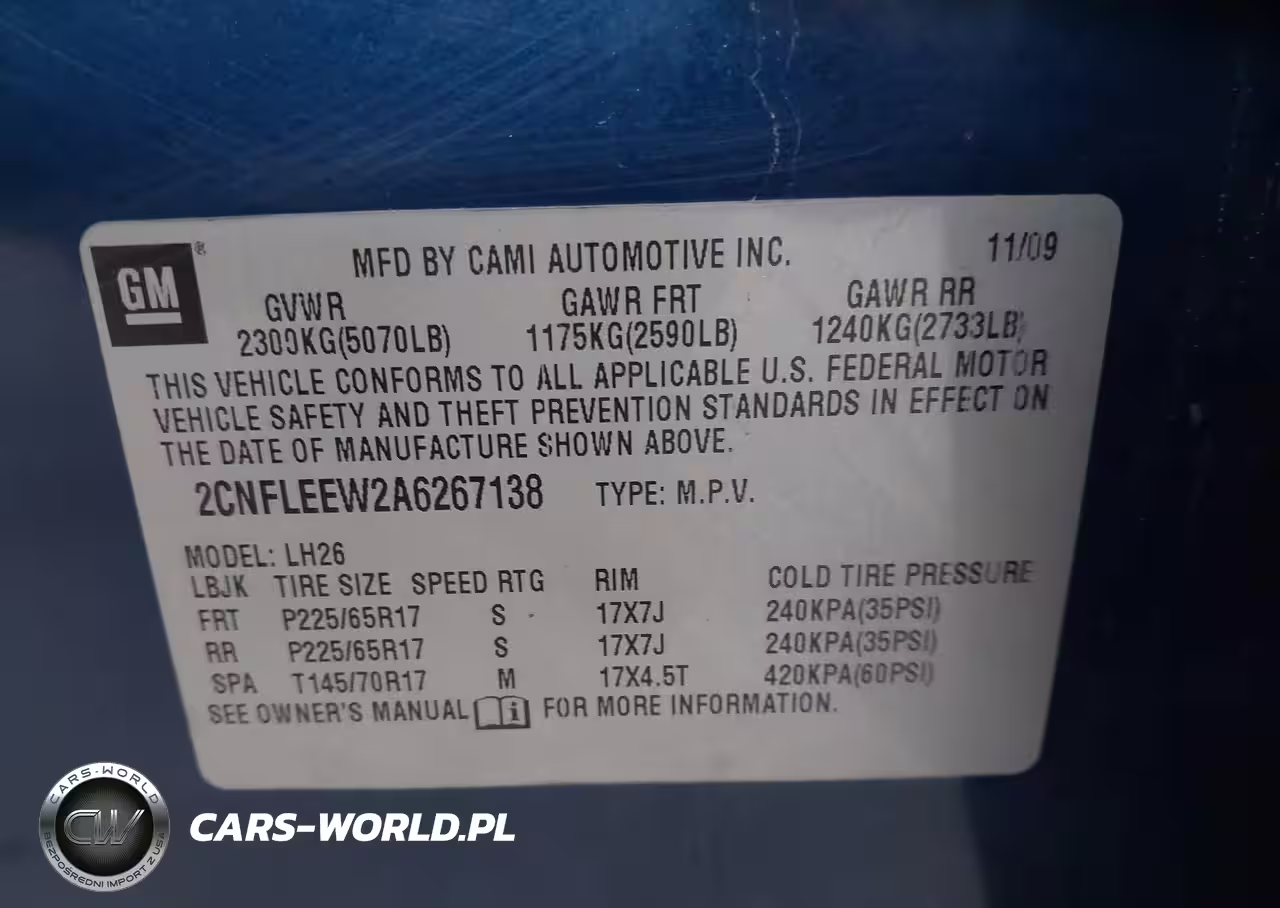 GM ®
MFD BY CAMI AUTOMOTIVE INC. 11/09
GVWR GAWR FRT GAWR RR
2300KG(5070LB) 1175KG(2590LB) 1240KG(2733LB)
THIS VEHICLE CONFORMS TO ALL APPLICABLE U.S. FEDERAL MOTOR
VEHICLE SAFETY AND THEFT PREVENTION STANDARDS IN EFFECT ON
THE DATE OF MANUFACTURE SHOWN ABOVE.
2CNFLEEW2A6267138 TYPE: M.P.V.
MODEL: LH26
LBJK TIRE SIZE SPEED RTG RIM COLD TIRE PRESSURE
FRT P225/65R17 S 17X7J 240KPA(35PSI)
RR P225/65R17 S 17X7J 240KPA(35PSI)
SPA T145/70R17 M 17X4.5T 420KPA(60PSI)
SEE OWNER'S MANUAL i FOR MORE INFORMATION.
CARS-WORLD
CW
BEZPOŚREDNI IMPORT Z USA
CARS-WORLD.PL